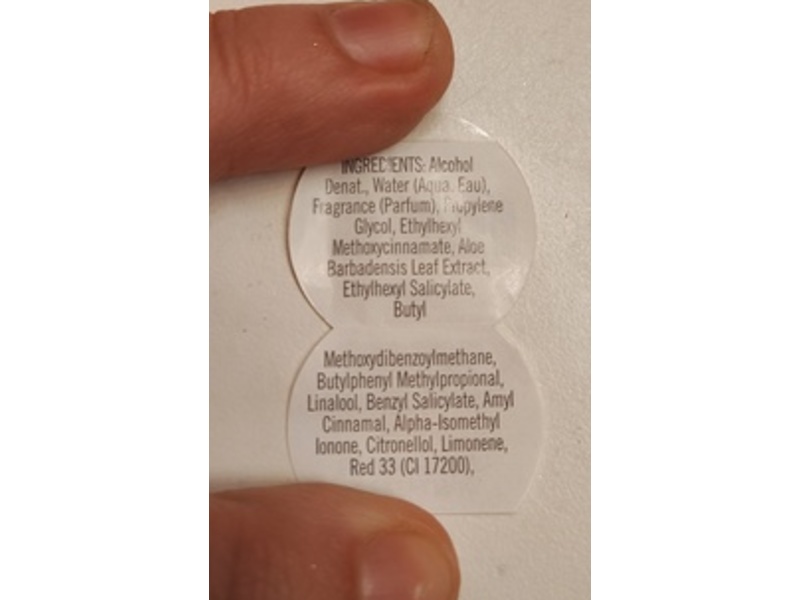 INGREDIENTS: Alcohol
Denat., Water (Aqua. Eau),
Fragrance (Parfum), Propylene
Glycol, Ethylhexyl
Methoxycinnamate, Aloe
Barbadensis Leaf Extract,
Ethylhexyl Salicylate,
Butyl
Methoxydibenzoylmethane,
Butylphenyl Methylpropional,
Linalool, Benzyl Salicylate, Amyl
Cinnamal, Alpha-Isomethyl
Ionone, Citronellol, Limonene,
Red 33 (CI 17200),